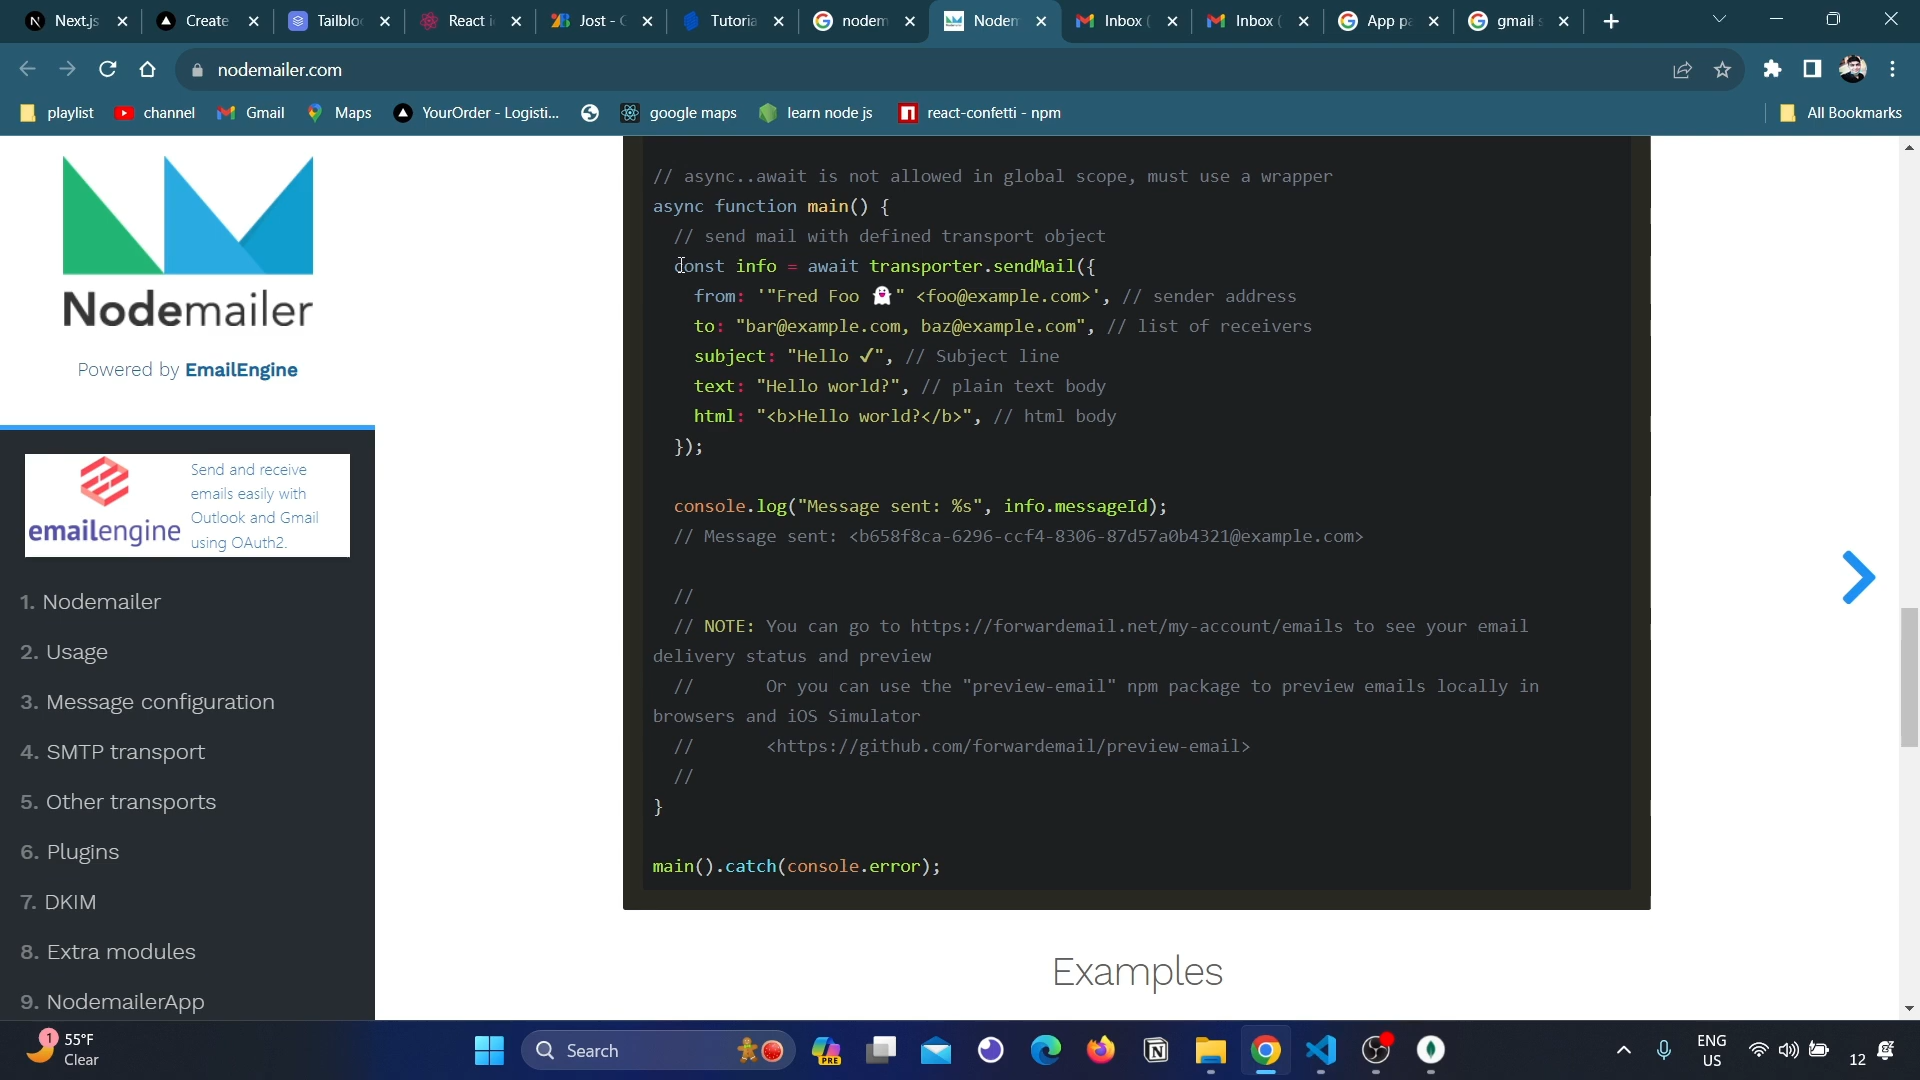 Next.js
Create
Tailblo
React i
Jost - G
Tutoria
nodem
Nodem
Inbox (
Inbox (
App pa
gmail s
nodemailer.com
playlist
channel
Gmail
Maps
YourOrder - Logisti...
google maps
learn node js
react-confetti - npm
All Bookmarks
Nodemailer
Powered by EmailEngine
emailengine
Send and receive
emails easily with
Outlook and Gmail
using OAuth2.
1. Nodemailer
2. Usage
3. Message configuration
4. SMTP transport
5. Other transports
6. Plugins
7. DKIM
8. Extra modules
9. NodemailerApp
// async..await is not allowed in global scope, must use a wrapper
async function main() {
// send mail with defined transport object
const info = await transporter.sendMail({
from: '"Fred Foo 👻" <foo@example.com>', // sender address
to: "bar@example.com, baz@example.com", // list of receivers
subject: "Hello ✔", // Subject line
text: "Hello world?", // plain text body
html: "<b>Hello world?</b>", // html body
});
console.log("Message sent: %s", info.messageId);
// Message sent: <b658f8ca-6296-ccf4-8306-87d57a0b4321@example.com>
//
// NOTE: You can go to https://forwardemail.net/my-account/emails to see your email
delivery status and preview
// Or you can use the "preview-email" npm package to preview emails locally in
browsers and iOS Simulator
// <https://github.com/forwardemail/preview-email>
//
}
main().catch(console.error);
Examples
1
55°F
Clear
Search
PRE
ENG
US
12